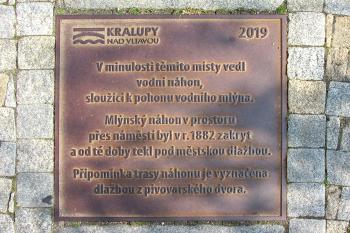 KRALUPY 2019
NAD VLTAVOU
V minulosti těmito místy vedl
vodní náhon,
sloužící k pohonu vodního mlýna.
Mlýnský náhon v prostoru
přes náměstí byl v r. 1882 zakryt
a od té doby tekl pod městskou dlažbou.
Připomínka trasy náhonu je vyznačena
dlažbou z pivovarského dvora.